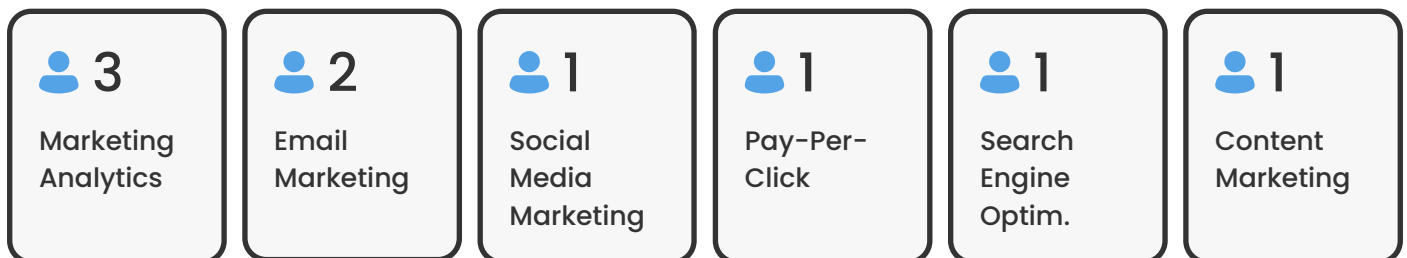 3
Marketing
Analytics
2
Email
Marketing
1
Social
Media
Marketing
1
Pay-Per-
Click
1
Search
Engine
Optim.
1
Content
Marketing